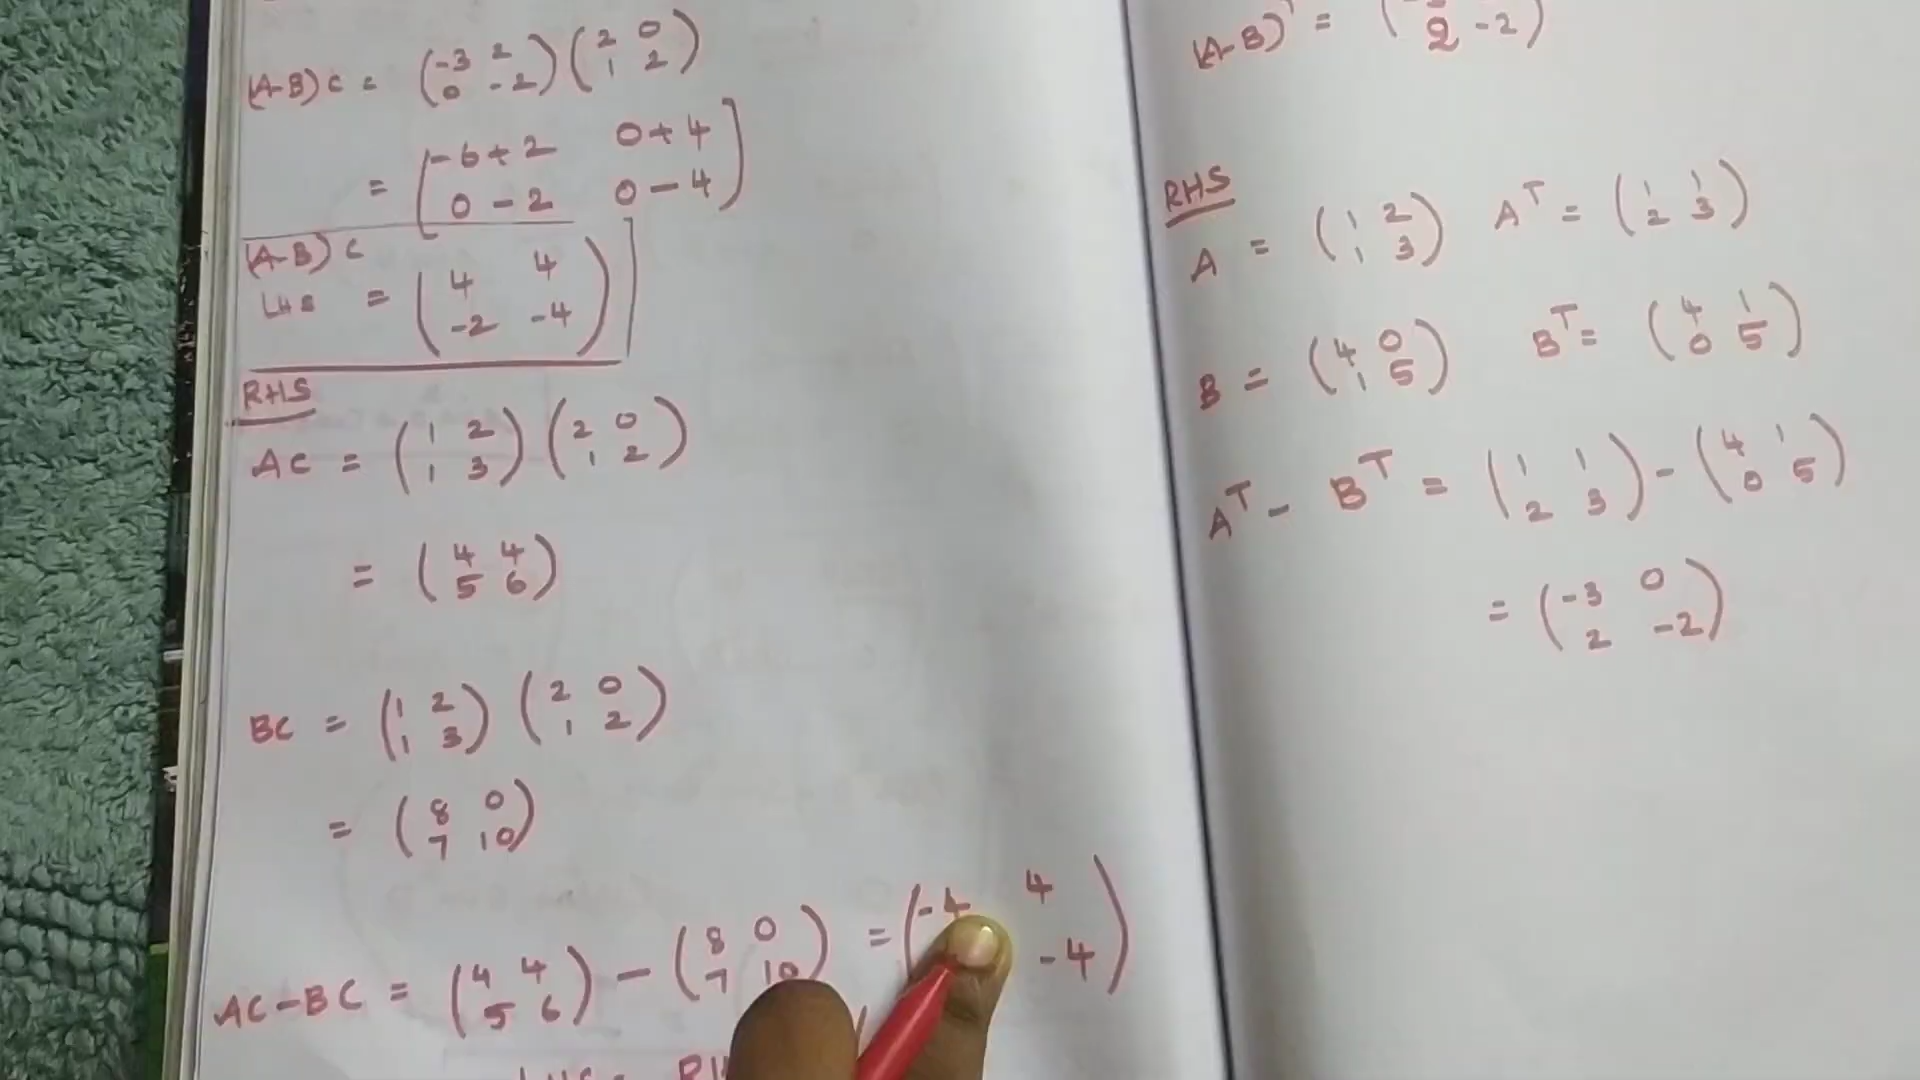 (A-B) C = (-3 2
0 -2) (2 0
1 2)
= [-6+2 0+4
0-2 0-4]
(A-B) C
LHS = (4 4
-2 -4)
RHS
AC = (1 2
1 3) (2 0
1 2)
= (4 4
5 6)
BC = (1 2
1 3) (2 0
1 2)
= (8 0
7 10)
AC-BC = (4 4
5 6) - (8 0
7 10) = (-4 4
-4)
LHS =
(A-B)ᵀ = (
2 -2)
RHS
A = (1 2
1 3) Aᵀ = (1 1
2 3)
B = (4 0
1 5) Bᵀ = (4 1
0 5)
Aᵀ - Bᵀ = (1 1
2 3) - (4 1
0 5)
= (-3 0
2 -2)